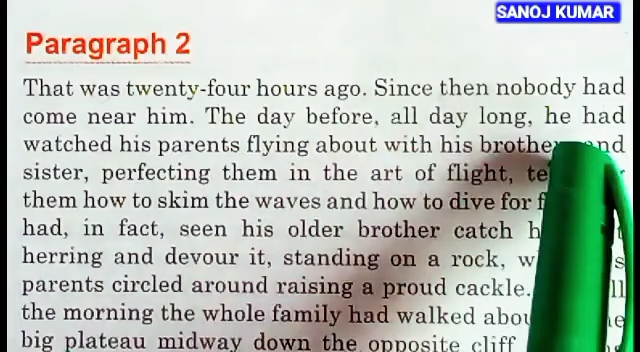 SANOJ KUMAR
Paragraph 2
That was twenty-four hours ago. Since then nobody had
come near him. The day before, all day long, he had
watched his parents flying about with his brother and
sister, perfecting them in the art of flight,
them how to skim the waves and how to dive for
had, in fact, seen his older brother catch
herring and devour it, standing on a rock,
parents circled around raising a proud cackle.
the morning the whole family had walked
big plateau midway down the opposite cliff